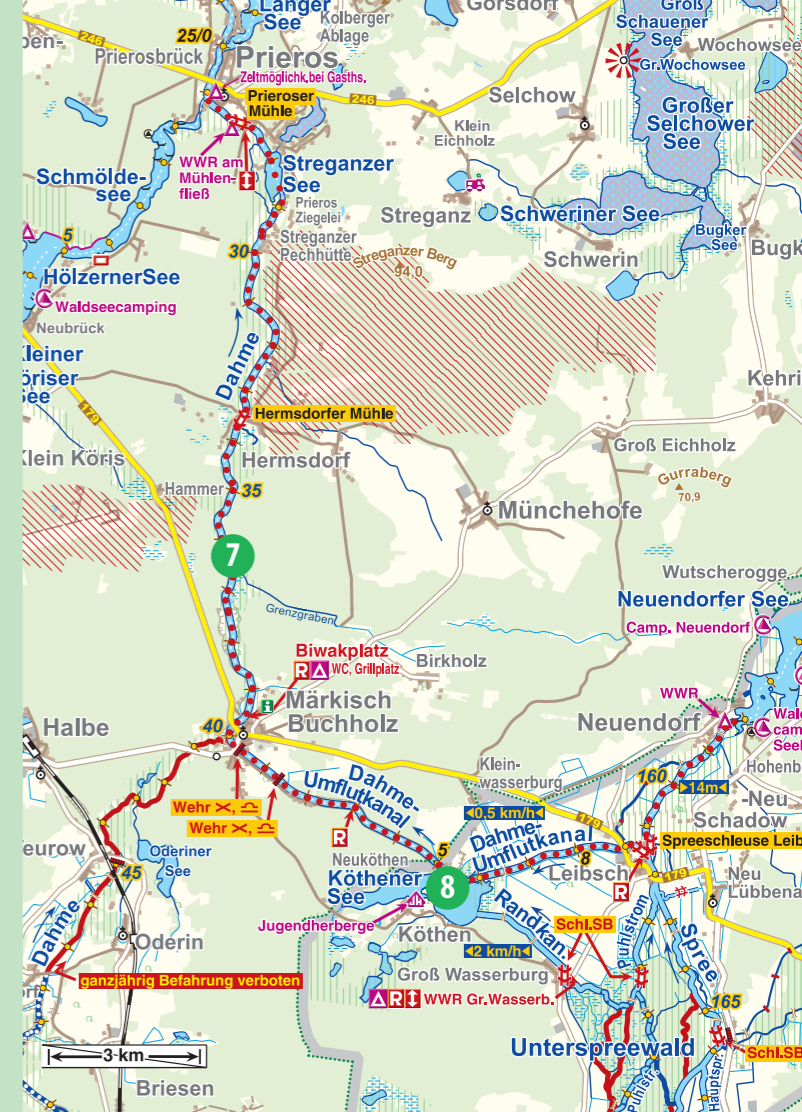 Langer
See
Kolberger
Ablage
Görsdorf
Groß
Schauener
See
Wochowsee
Gr.Wochowsee
246
25/0
Prierosbrück
Prieros
Zeltmöglichk.bei Gasths.
Prieroser
Mühle
246
Selchow
Großer
Selchower
See
Klein
Eichholz
WWR am
Mühlen-
fließ
Streganzer
See
Schmölde-
see
Prieros
Ziegelei
Streganz
Schweriner See
Bugker
See
Bugk
5
30
Streganzer
Pechhütte
Streganzer Berg
94,0
Schwerin
HölzernerSee
Waldseecamping
Neubrück
Kleiner
Köriser
See
Dahme
179
Kehri
Hermsdorfer Mühle
Klein Köris
Hermsdorf
Groß Eichholz
Gurraberg
70,9
Hammer
35
Münchehofe
7
Wutscherogge
Neuendorfer See
Camp. Neuendorf
Grenzgraben
Biwakplatz
R
WC, Grillplatz
Birkholz
i
Märkisch
Buchholz
WWR
Neuendorf
Wald
cam
Seeb
Halbe
40
Klein-
wasserburg
Hohenb
160
14m
Dahme-
Umflutkanal
Wehr
Wehr
0.5 km/h
179
Neu
Schadow
R
Dahme-
Umflutkanal
8
Spreeschleuse Leib
Oderiner
See
eurow
45
Neuköthen
Köthener
See
5
8
Leibsch
R
179
Neu
Lübbena
Jugendherberge
Köthen
Randkan.
Schl.SB
Puhlstrom
Spree
Dahme
Oderin
2 km/h
Groß Wasserburg
ganzjährig Befahrung verboten
R
WWR Gr.Wasserb.
165
Unterspreewald
Schl.SB
3 km
Briesen
Puhlstr.
Hauptspr.